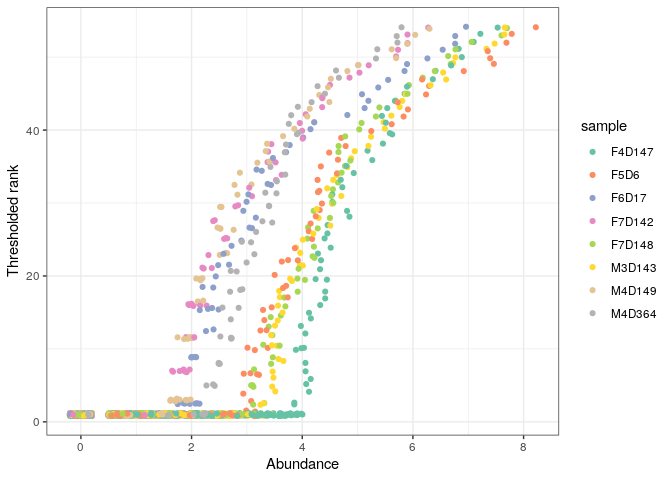 40
20
0
Thresholded rank
0 2 4 6 8
Abundance
sample
F4D147
F5D6
F6D17
F7D142
F7D148
M3D143
M4D149
M4D364